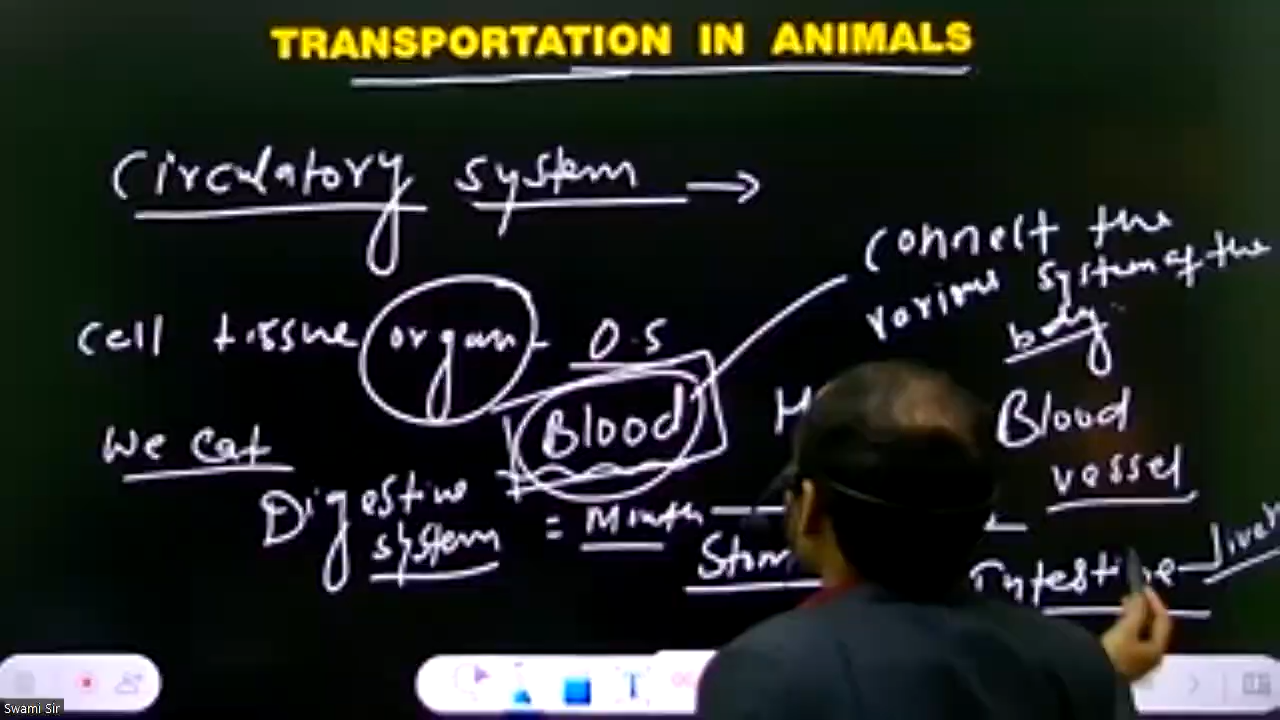 TRANSPORTATION IN ANIMALS
Circulatory system →
Connect the
various system of the
body
cell tissue organ - O.S
Blood
Blood
vessel
We eat
Digestive
system = Mouth
Intestine - liver
Swami Sir